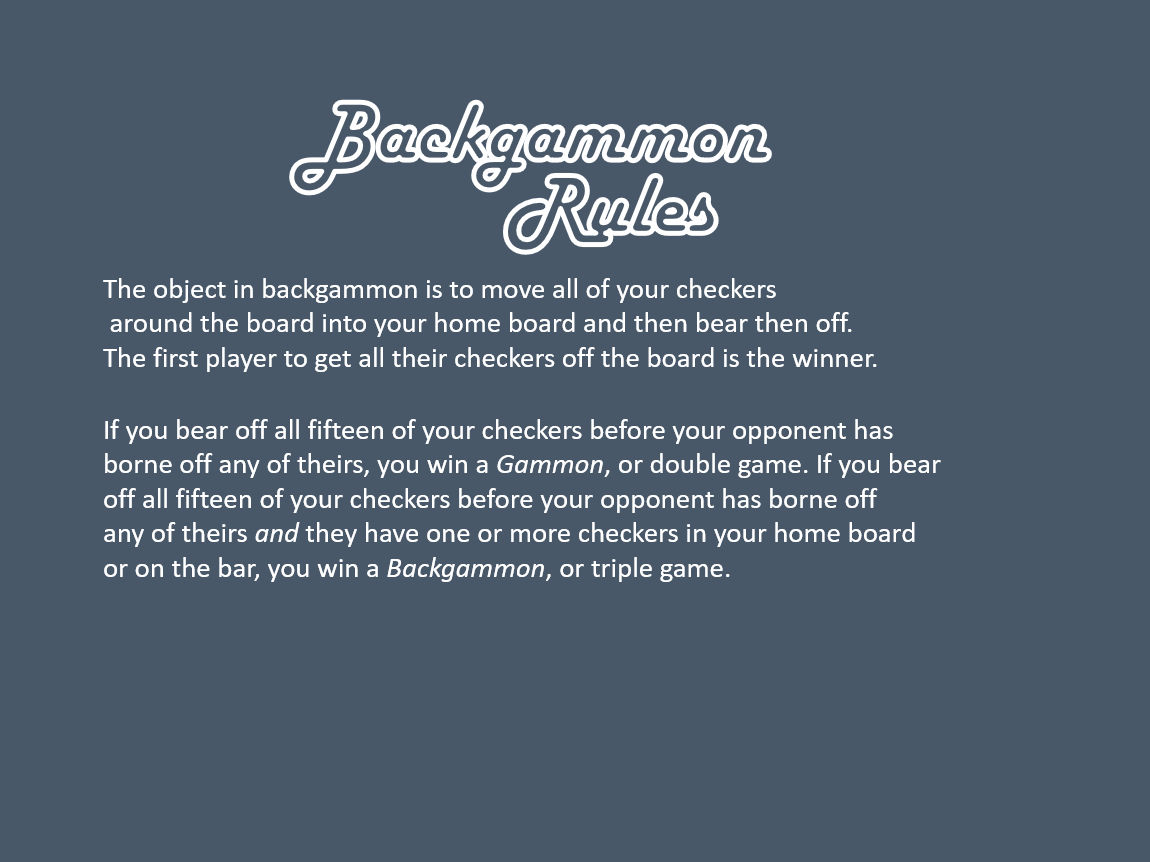 Backgammon
Rules
The object in backgammon is to move all of your checkers
around the board into your home board and then bear then off.
The first player to get all their checkers off the board is the winner.
If you bear off all fifteen of your checkers before your opponent has
borne off any of theirs, you win a Gammon, or double game. If you bear
off all fifteen of your checkers before your opponent has borne off
any of theirs and they have one or more checkers in your home board
or on the bar, you win a Backgammon, or triple game.